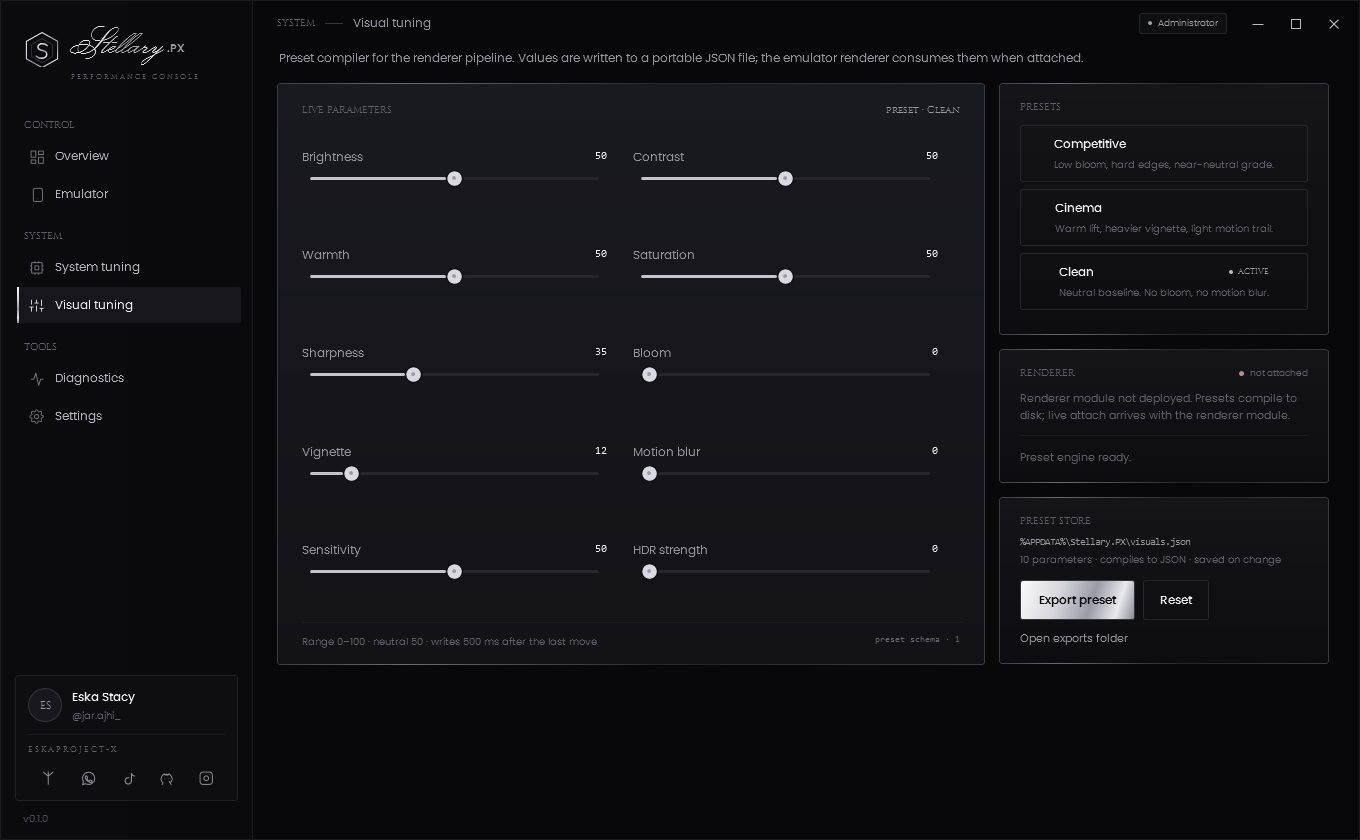 S Stellary.PX
PERFORMANCE CONSOLE
CONTROL
Overview
Emulator
SYSTEM
System tuning
Visual tuning
TOOLS
Diagnostics
Settings
ES Eska Stacy
@jar.ajhi_
ESKAPROJECT-X
v0.1.0
SYSTEM — Visual tuning
• Administrator
Preset compiler for the renderer pipeline. Values are written to a portable JSON file; the emulator renderer consumes them when attached.
LIVE PARAMETERS PRESET · CLEAN
Brightness 50 Contrast 50
Warmth 50 Saturation 50
Sharpness 35 Bloom 0
Vignette 12 Motion blur 0
Sensitivity 50 HDR strength 0
Range 0–100 · neutral 50 · writes 500 ms after the last move preset schema · 1
PRESETS
Competitive
Low bloom, hard edges, near-neutral grade.
Cinema
Warm lift, heavier vignette, light motion trail.
Clean • ACTIVE
Neutral baseline. No bloom, no motion blur.
RENDERER • not attached
Renderer module not deployed. Presets compile to
disk; live attach arrives with the renderer module.
Preset engine ready.
PRESET STORE
%APPDATA%\Stellary.PX\visuals.json
10 parameters · compiles to JSON · saved on change
Export preset Reset
Open exports folder